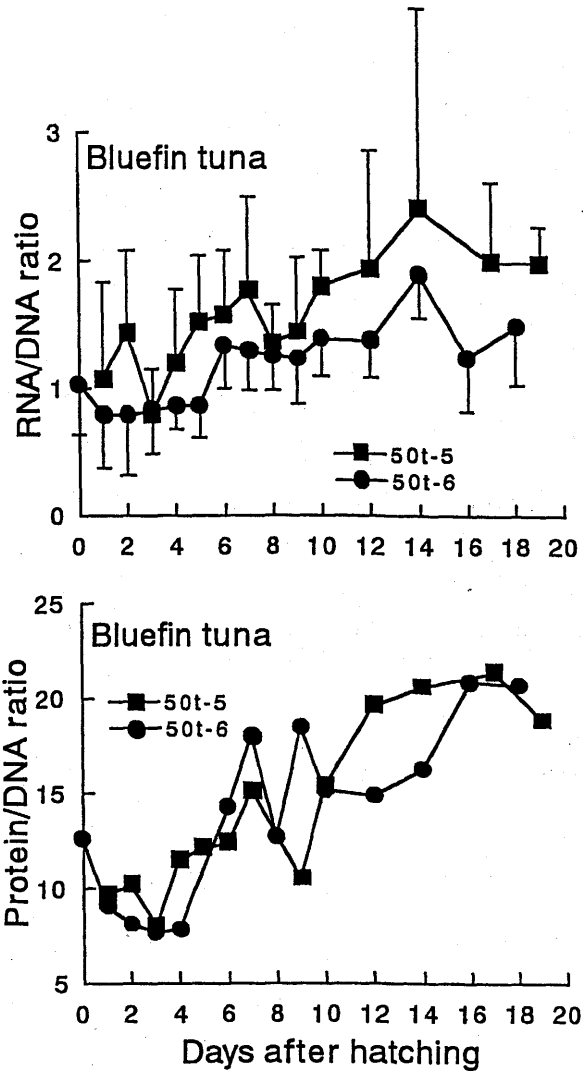 3
Bluefin tuna
2
1
0
RNA/DNA ratio
50t-5
50t-6
0 2 4 6 8 10 12 14 16 18 20
25
Bluefin tuna
20
50t-5
50t-6
15
10
5
Protein/DNA ratio
0 2 4 6 8 10 12 14 16 18 20
Days after hatching